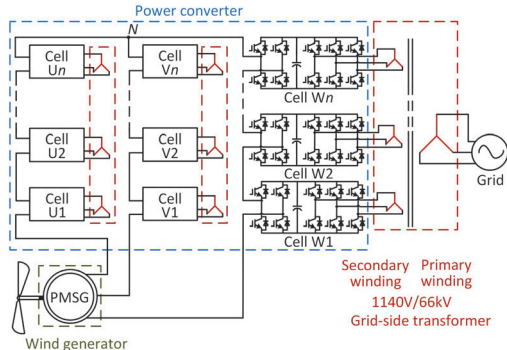 Power converter
N
Cell
Un
Cell
Vn
Cell Wn
Cell
U2
Cell
V2
Cell W2
Cell
U1
Cell
V1
Cell W1
Grid
PMSG
Wind generator
Secondary Primary
winding winding
1140V/66kV
Grid-side transformer